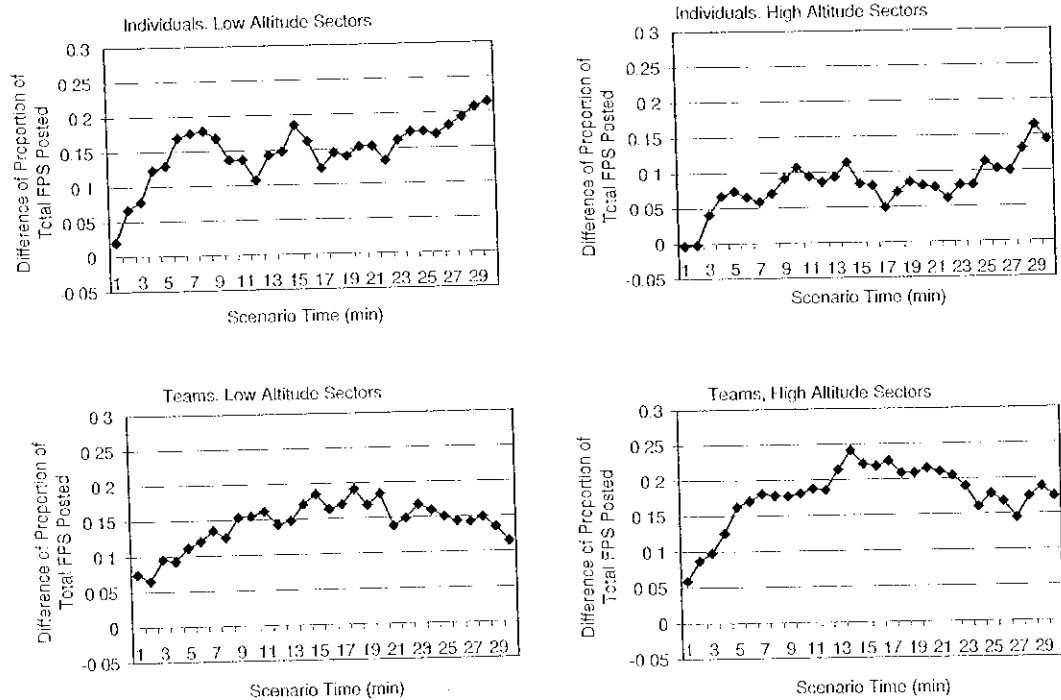 Individuals. Low Altitude Sectors
Difference of Proportion of
Total FPS Posted
0.3
0.25
0.2
0.15
0.1
0.05
0
-0.05
1 3 5 7 9 11 13 15 17 19 21 23 25 27 29
Scenario Time (min)
Individuals. High Altitude Sectors
Difference of Proportion of
Total FPS Posted
0.3
0.25
0.2
0.15
0.1
0.05
0
-0.05
1 3 5 7 9 11 13 15 17 19 21 23 25 27 29
Scenario Time (min)
Teams. Low Altitude Sectors
Difference of Proportion of
Total FPS Posted
0.3
0.25
0.2
0.15
0.1
0.05
0
-0.05
1 3 5 7 9 11 13 15 17 19 21 23 25 27 29
Scenario Time (min)
Teams, High Altitude Sectors
Difference of Proportion of
Total FPS Posted
0.3
0.25
0.2
0.15
0.1
0.05
0
-0.05
1 3 5 7 9 11 13 15 17 19 21 23 25 27 29
Scenario Time (min)